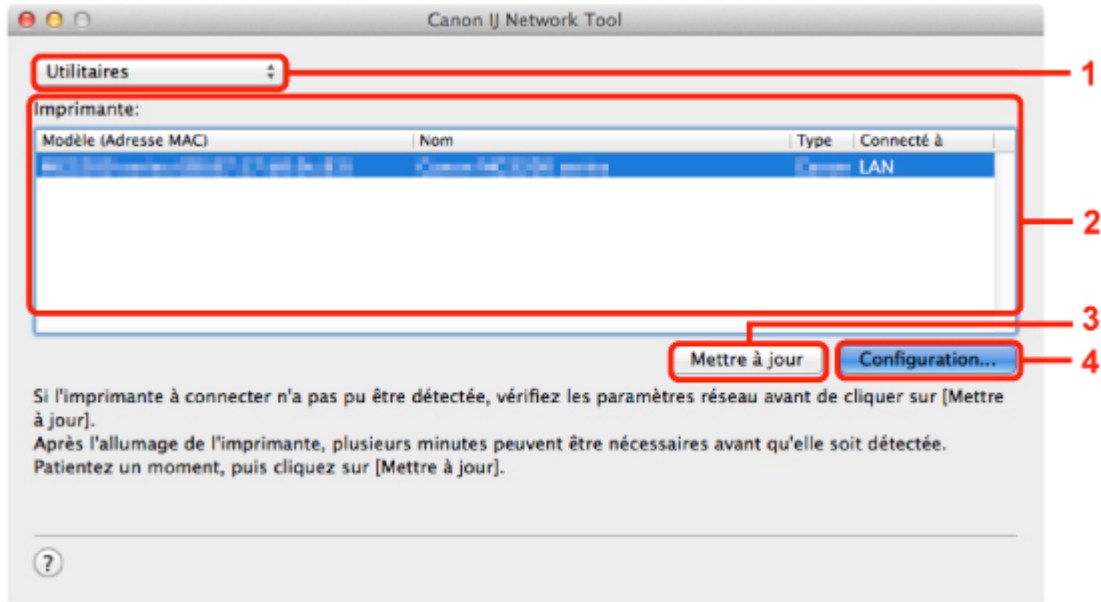 Canon IJ Network Tool
Utilitaires
1
Imprimante:
Modèle (Adresse MAC) Nom Type Connecté à
LAN
2
3
Mettre à jour Configuration... 4
Si l'imprimante à connecter n'a pas pu être détectée, vérifiez les paramètres réseau avant de cliquer sur [Mettre
à jour].
Après l'allumage de l'imprimante, plusieurs minutes peuvent être nécessaires avant qu'elle soit détectée.
Patientez un moment, puis cliquez sur [Mettre à jour].
?